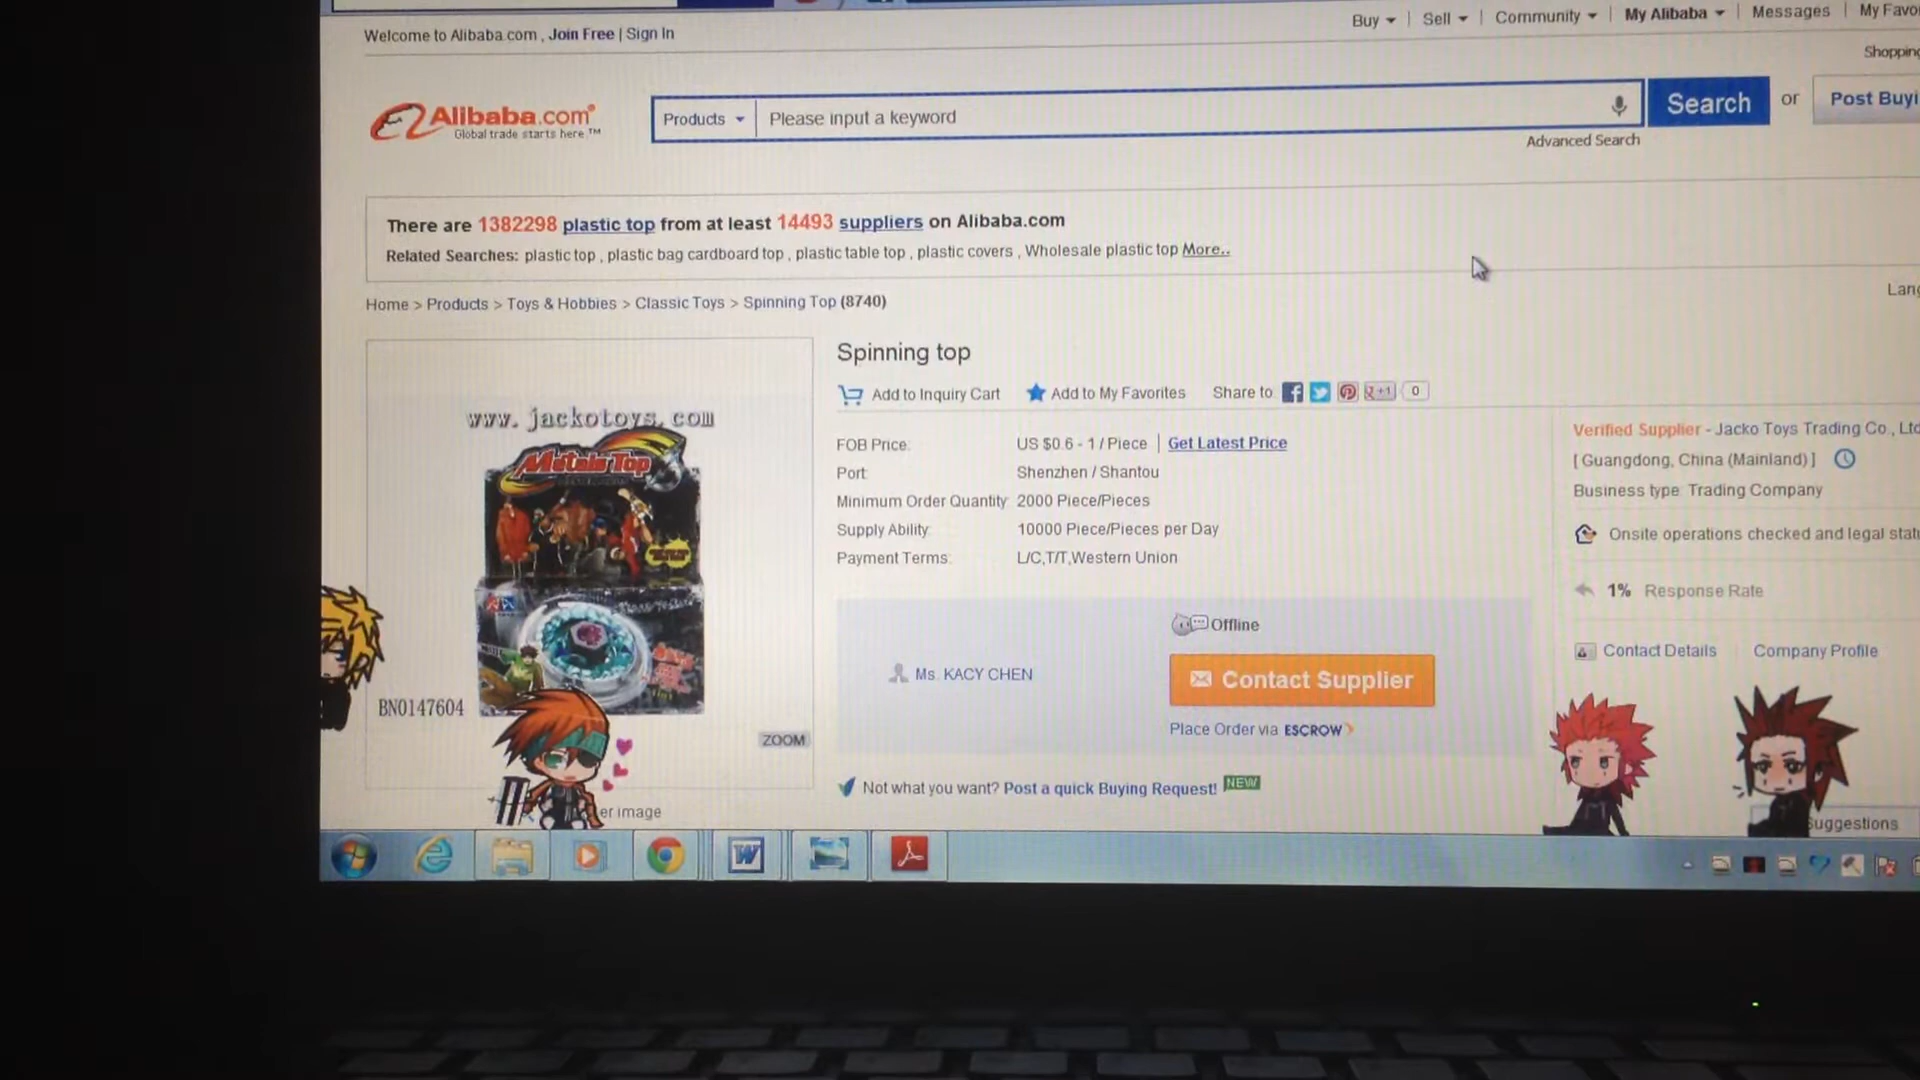 Buy | Sell | Community | My Alibaba | Messages My Favo
Welcome to Alibaba.com , Join Free | Sign In
Shopping
Alibaba.com®
Global trade starts here ™
Products Please input a keyword
Search or Post Buyi
Advanced Search
There are 1382298 plastic top from at least 14493 suppliers on Alibaba.com
Related Searches: plastic top , plastic bag cardboard top , plastic table top , plastic covers , Wholesale plastic top More..
Lang
Home > Products > Toys & Hobbies > Classic Toys > Spinning Top (8740)
Spinning top
Add to Inquiry Cart Add to My Favorites Share to 0
www. jackotoys. com
Metals Top
BN0147604
ZOOM
er image
FOB Price: US $0.6 - 1 / Piece | Get Latest Price
Port: Shenzhen / Shantou
Minimum Order Quantity: 2000 Piece/Pieces
Supply Ability: 10000 Piece/Pieces per Day
Payment Terms: L/C,T/T,Western Union
Offline
Ms. KACY CHEN
Contact Supplier
Place Order via ESCROW
Not what you want? Post a quick Buying Request! NEW
Verified Supplier - Jacko Toys Trading Co., Ltd
[ Guangdong, China (Mainland) ]
Business type: Trading Company
Onsite operations checked and legal statu
1% Response Rate
Contact Details Company Profile
Suggestions